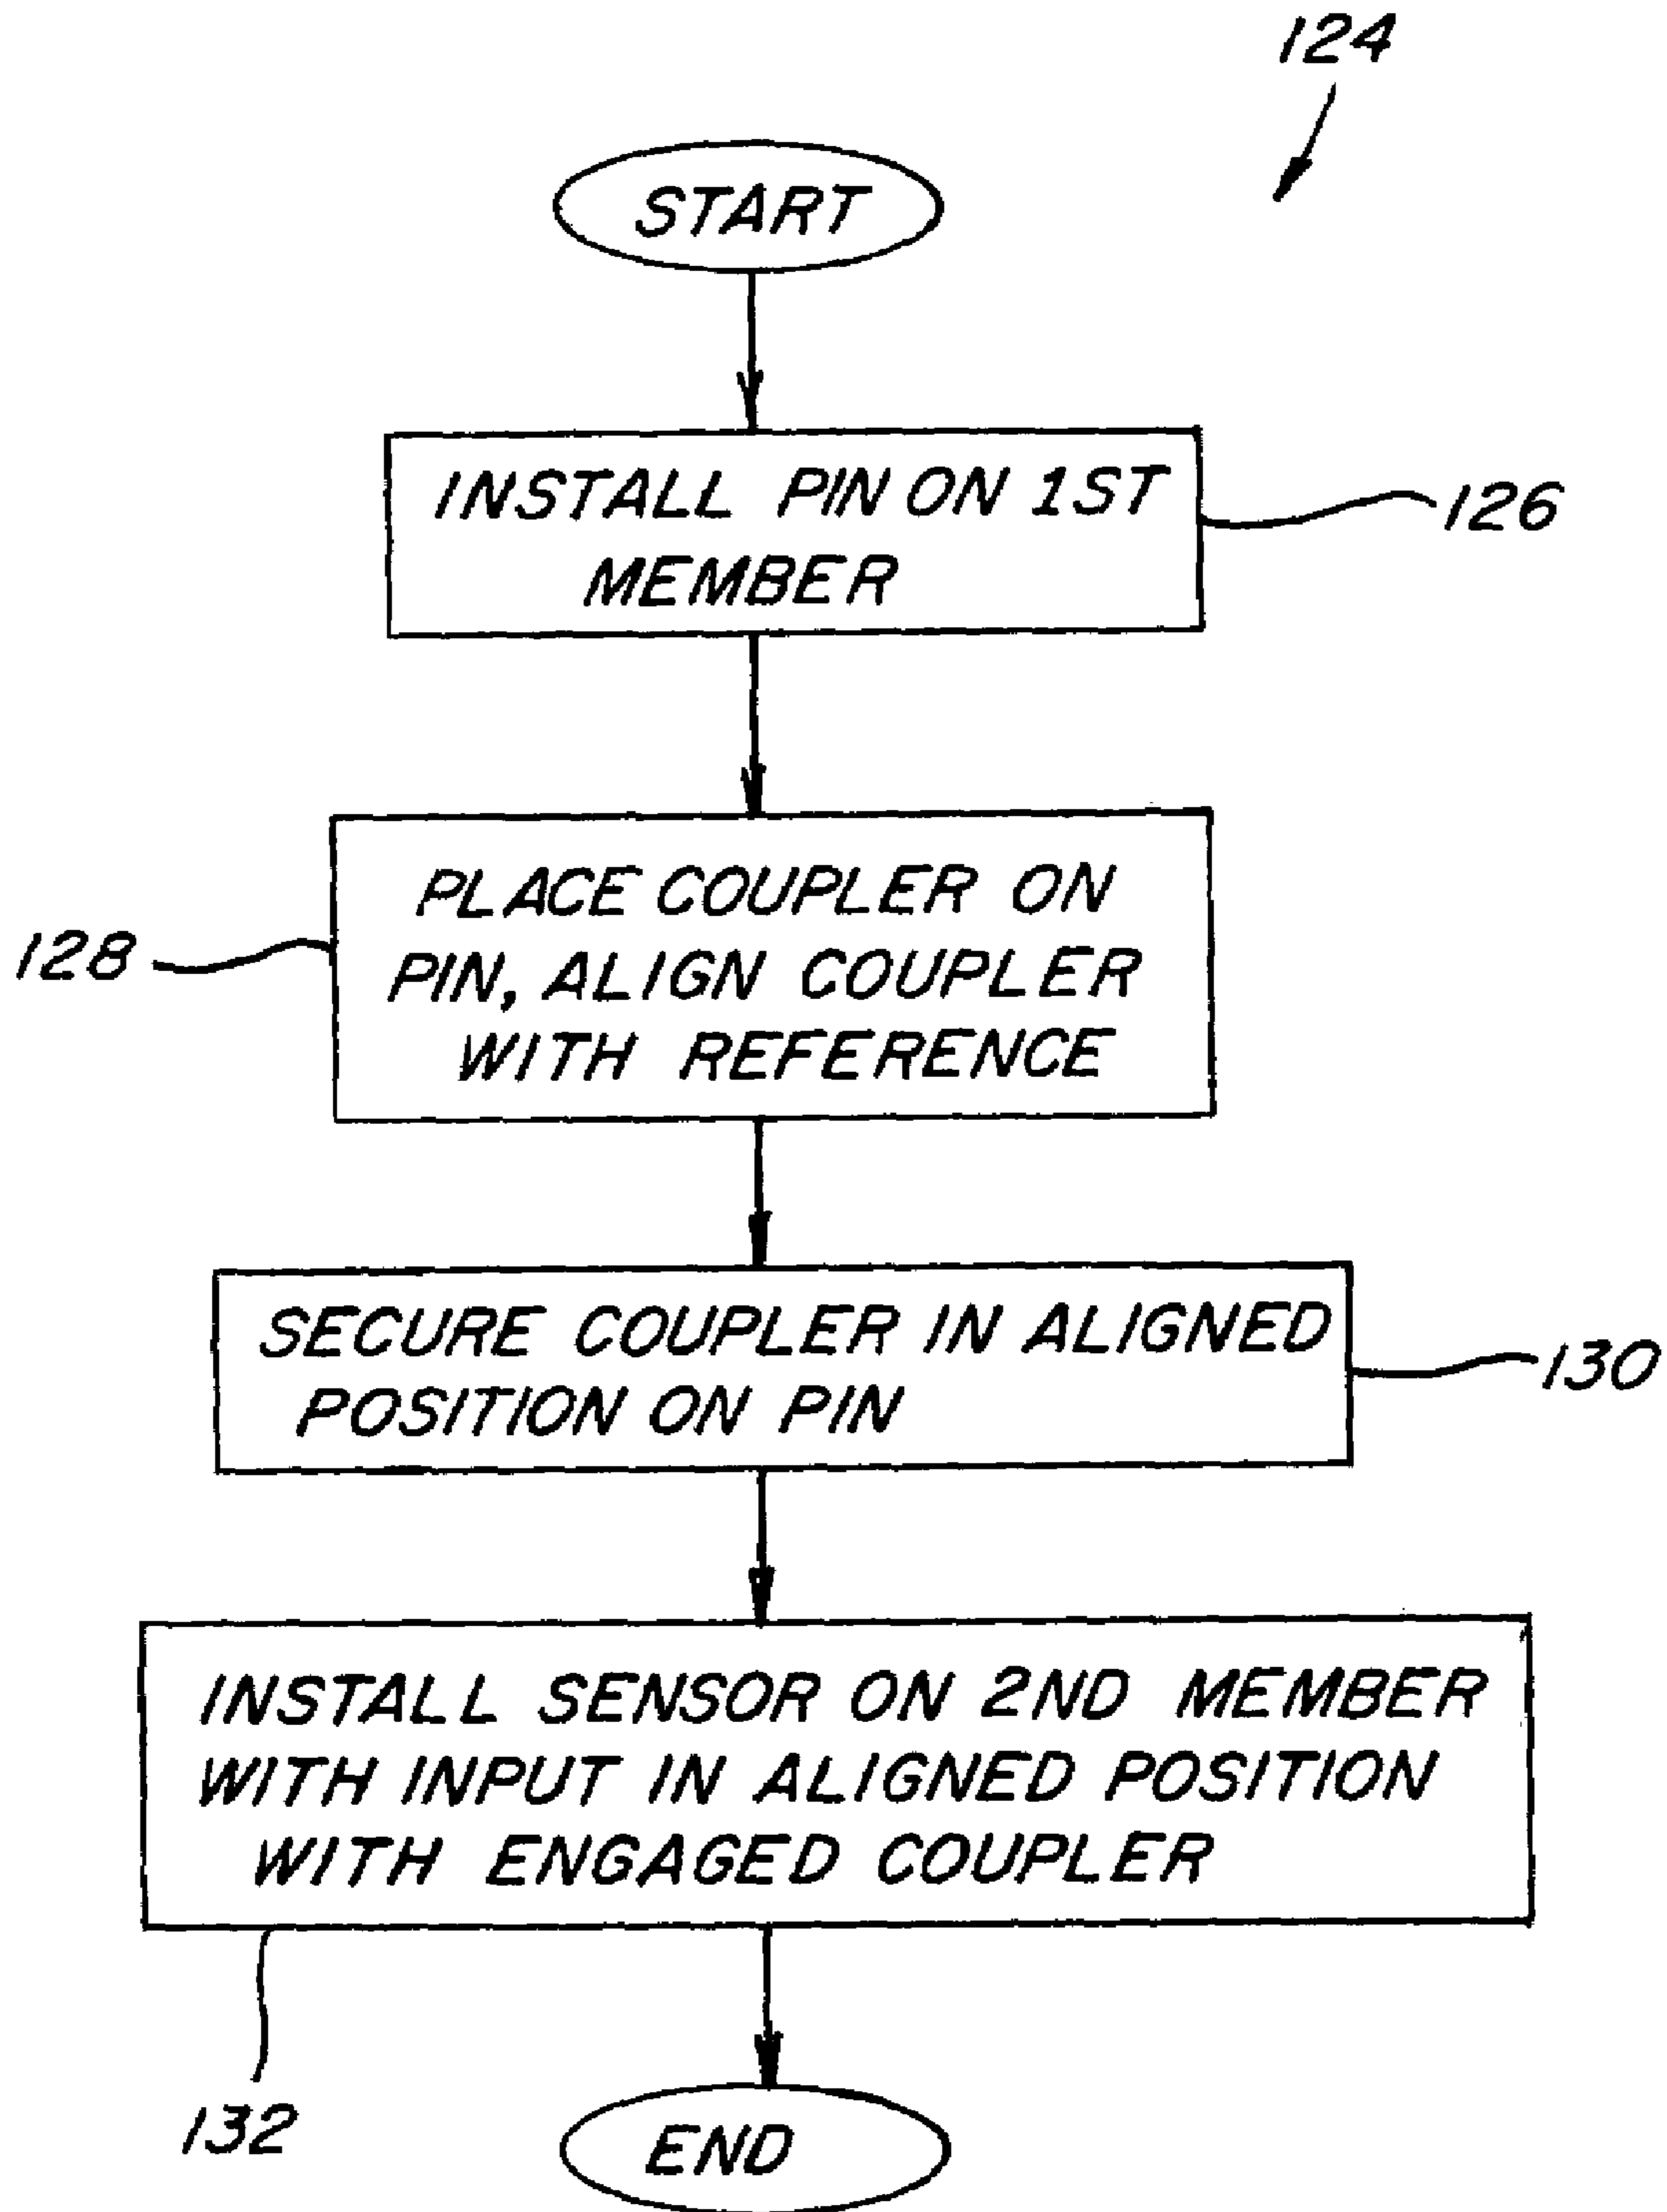 124
START
INSTALL PIN ON 1ST
MEMBER
126
PLACE COUPLER ON
PIN, ALIGN COUPLER
WITH REFERENCE
128
SECURE COUPLER IN ALIGNED
POSITION ON PIN
130
INSTALL SENSOR ON 2ND MEMBER
WITH INPUT IN ALIGNED POSITION
WITH ENGAGED COUPLER
132
END